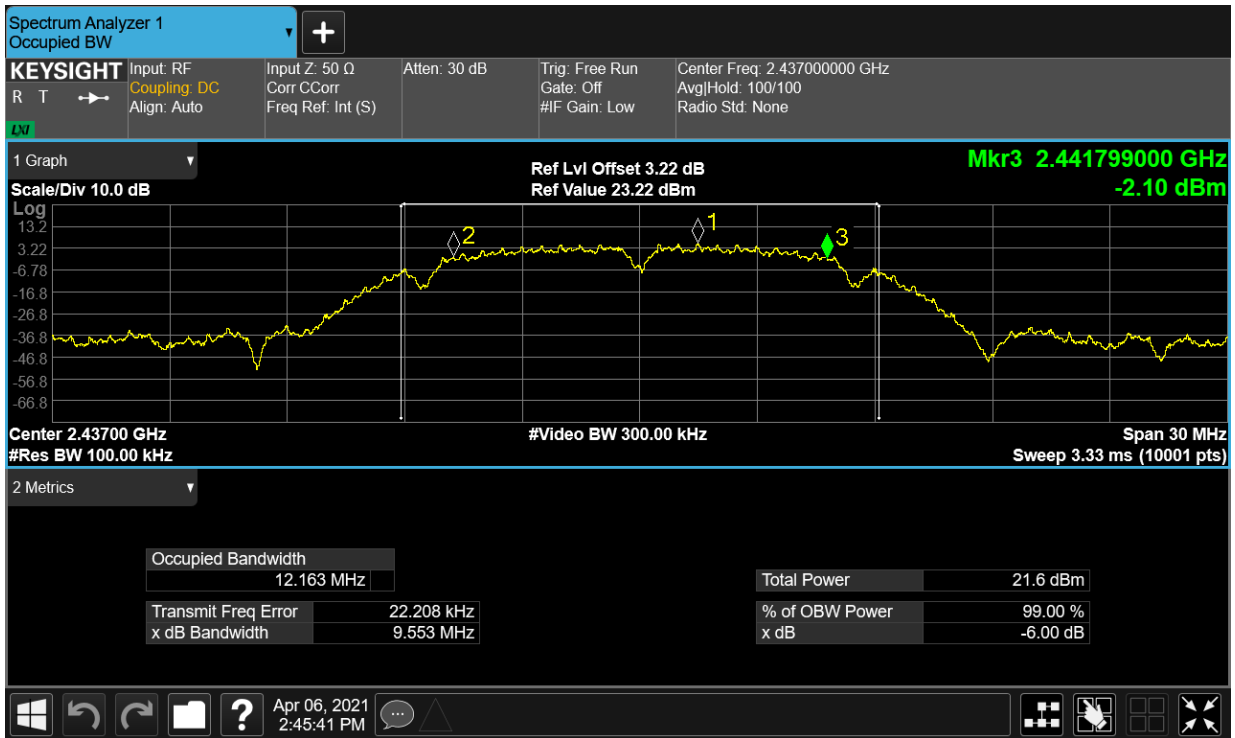 Spectrum Analyzer 1
Occupied BW
KEYSIGHT
R T
LXI
Input: RF
Coupling: DC
Align: Auto
Input Z: 50 Ω
Corr CCorr
Freq Ref: Int (S)
Atten: 30 dB
Trig: Free Run
Gate: Off
#IF Gain: Low
Center Freq: 2.437000000 GHz
Avg|Hold: 100/100
Radio Std: None
1 Graph
Scale/Div 10.0 dB
Ref Lvl Offset 3.22 dB
Ref Value 23.22 dBm
Mkr3 2.441799000 GHz
-2.10 dBm
Log
13.2
3.22
-6.78
-16.8
-26.8
-36.8
-46.8
-56.8
-66.8
2
1
3
Center 2.43700 GHz
#Res BW 100.00 kHz
#Video BW 300.00 kHz
Span 30 MHz
Sweep 3.33 ms (10001 pts)
2 Metrics
Occupied Bandwidth
12.163 MHz
Transmit Freq Error 22.208 kHz
x dB Bandwidth 9.553 MHz
Total Power 21.6 dBm
% of OBW Power 99.00 %
x dB -6.00 dB
?
Apr 06, 2021
2:45:41 PM